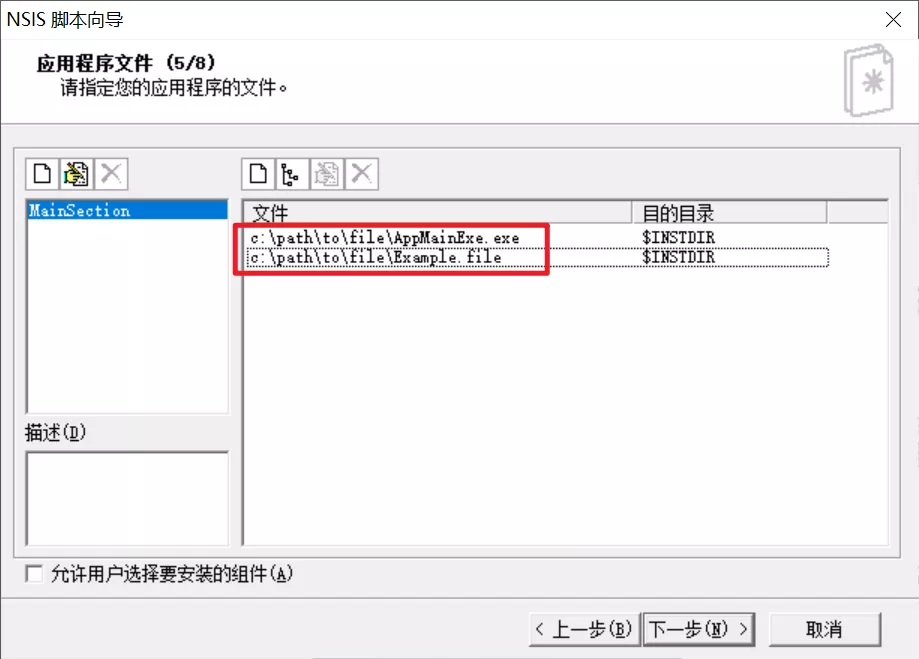 NSIS 脚本向导
应用程序文件 (5/8)
请指定您的应用程序的文件。
MainSection
文件 目的目录
c:\path\to\file\AppMainExe.exe $INSTDIR
c:\path\to\file\Example.file $INSTDIR
描述(D)
允许用户选择要安装的组件(A)
< 上一步(B) 下一步(N) > 取消